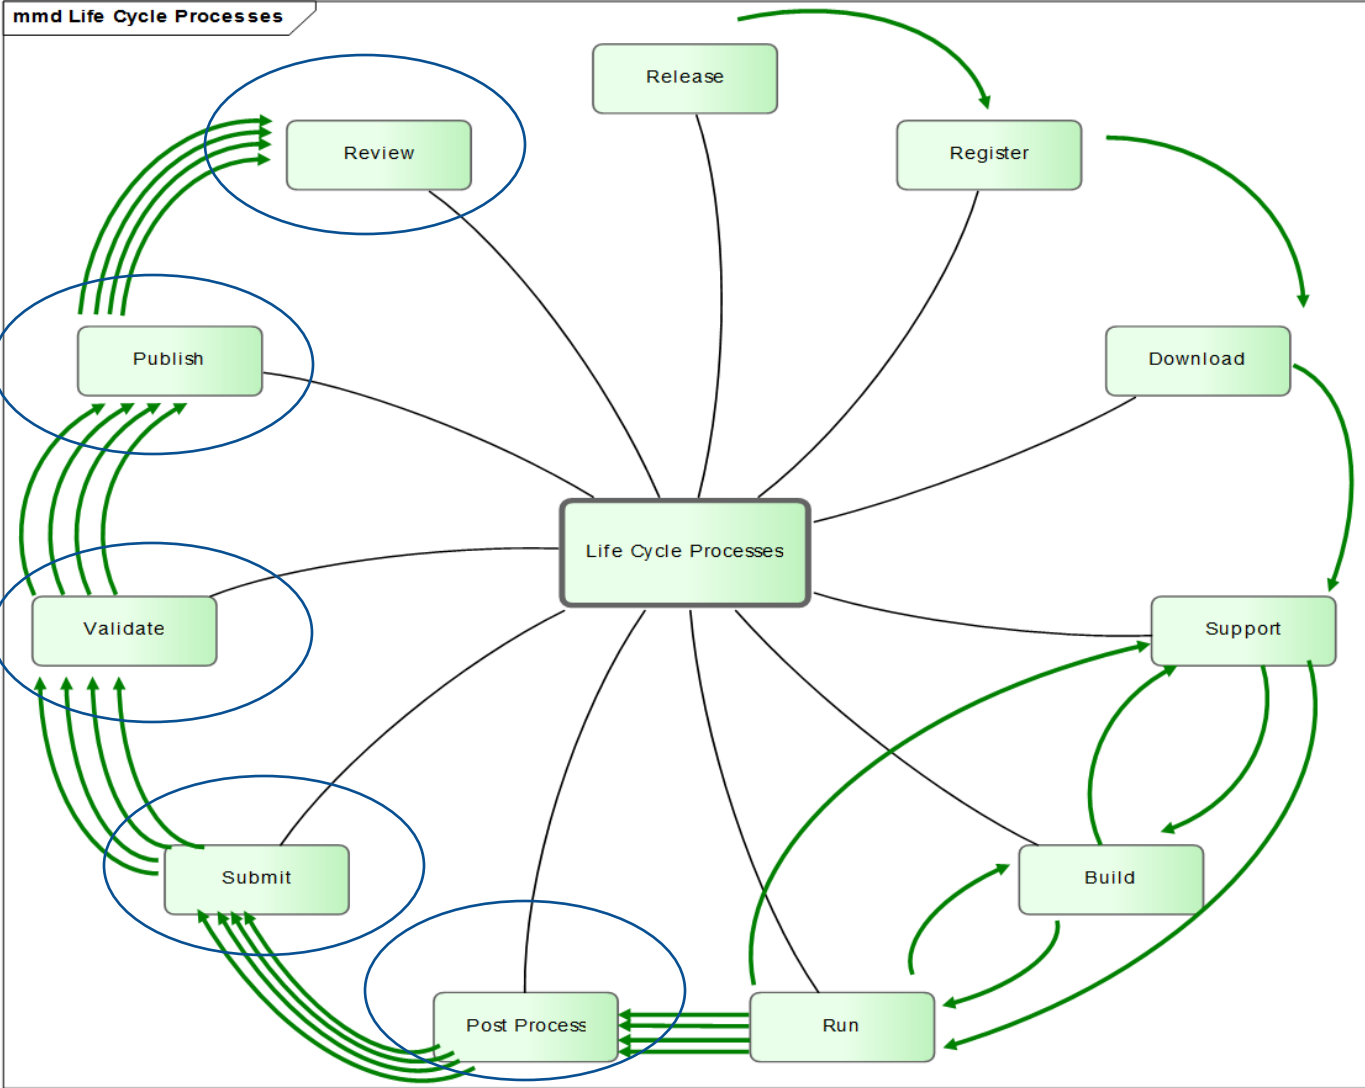 mmd Life Cycle Processes
Release
Review
Register
Publish
Download
Life Cycle Processes
Validate
Support
Submit
Build
Post Process
Run